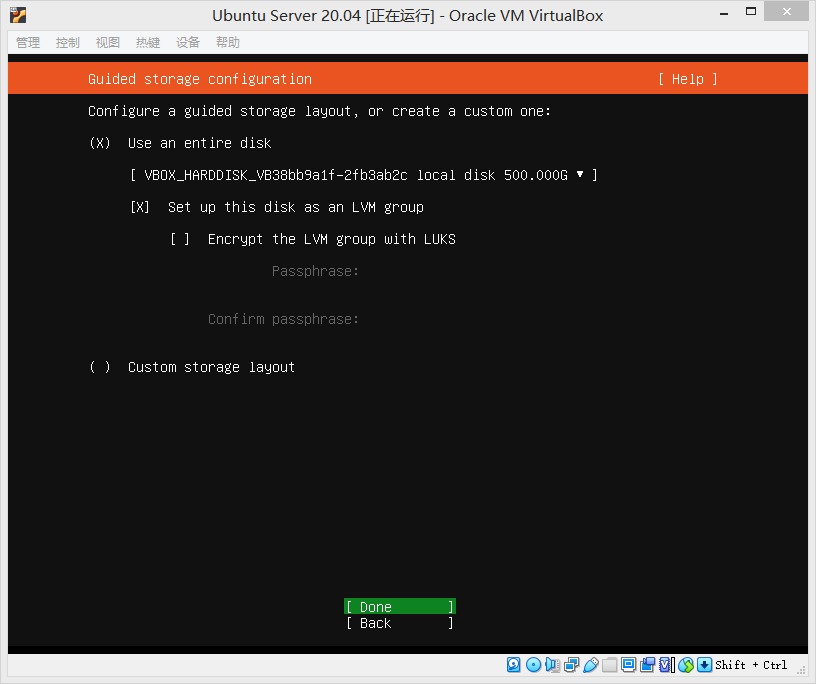 Ubuntu Server 20.04 [正在运行] - Oracle VM VirtualBox
管理 控制 视图 热键 设备 帮助
Guided storage configuration [ Help ]
Configure a guided storage layout, or create a custom one:
(X) Use an entire disk
[ VBOX_HARDDISK_VB38bb9a1f-2fb3ab2c local disk 500.000G ▼ ]
[X] Set up this disk as an LVM group
[ ] Encrypt the LVM group with LUKS
Passphrase:
Confirm passphrase:
( ) Custom storage layout
[ Done ]
[ Back ]
Shift + Ctrl